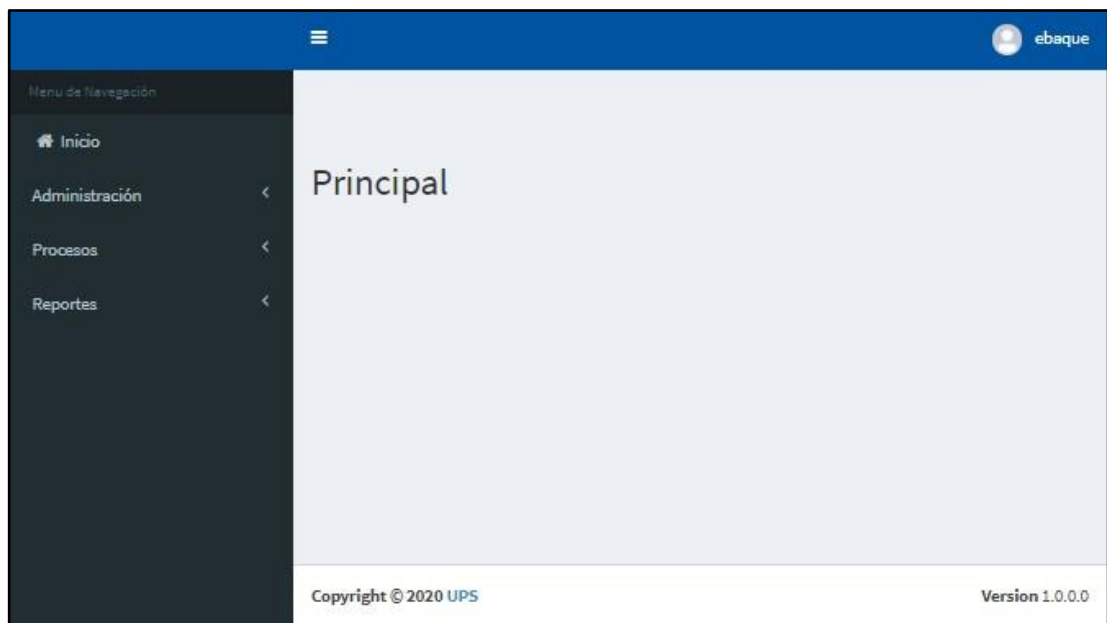 ebaque
Menu de Navegación
Inicio
Administración
Procesos
Reportes
Principal
Copyright © 2020 UPS
Version 1.0.0.0